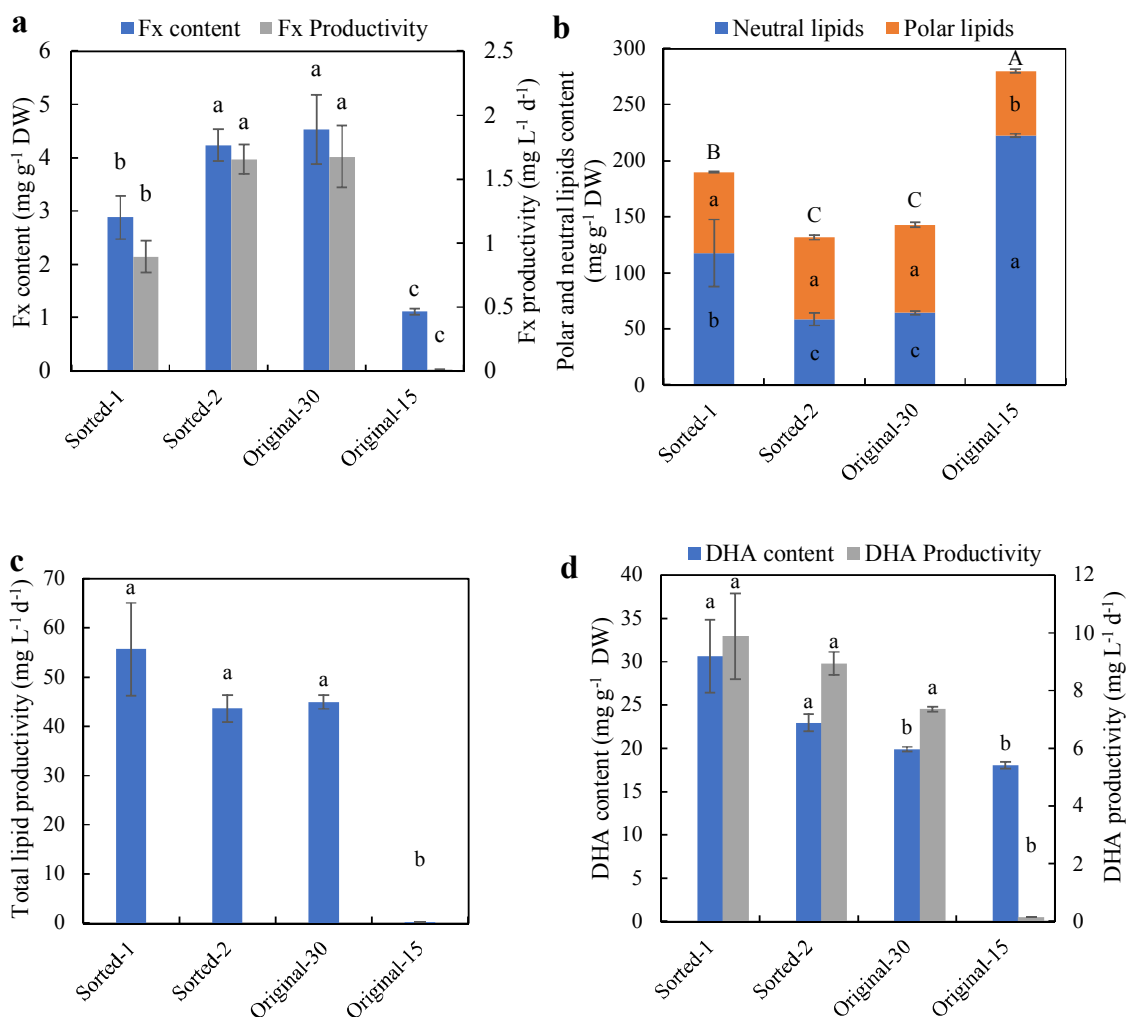 a
Fx content
Fx Productivity
Fx content (mg g⁻¹ DW)
6
5
4
3
2
1
0
a
a
a
a
b
b
c
c
2.5
2
1.5
1
0.5
0
Fx productivity (mg L⁻¹ d⁻¹)
Sorted-1
Sorted-2
Original-30
Original-15
b
Neutral lipids
Polar lipids
Polar and neutral lipids content
(mg g⁻¹ DW)
300
250
200
150
100
50
0
A
b
a
B
a
b
C
a
c
C
a
c
Sorted-1
Sorted-2
Original-30
Original-15
c
Total lipid productivity (mg L⁻¹ d⁻¹)
70
60
50
40
30
20
10
0
a
a
a
b
Sorted-1
Sorted-2
Original-30
Original-15
d
DHA content
DHA Productivity
DHA content (mg g⁻¹ DW)
40
35
30
25
20
15
10
5
0
a
a
a
a
b
a
b
b
12
10
8
6
4
2
0
DHA productivity (mg L⁻¹ d⁻¹)
Sorted-1
Sorted-2
Original-30
Original-15